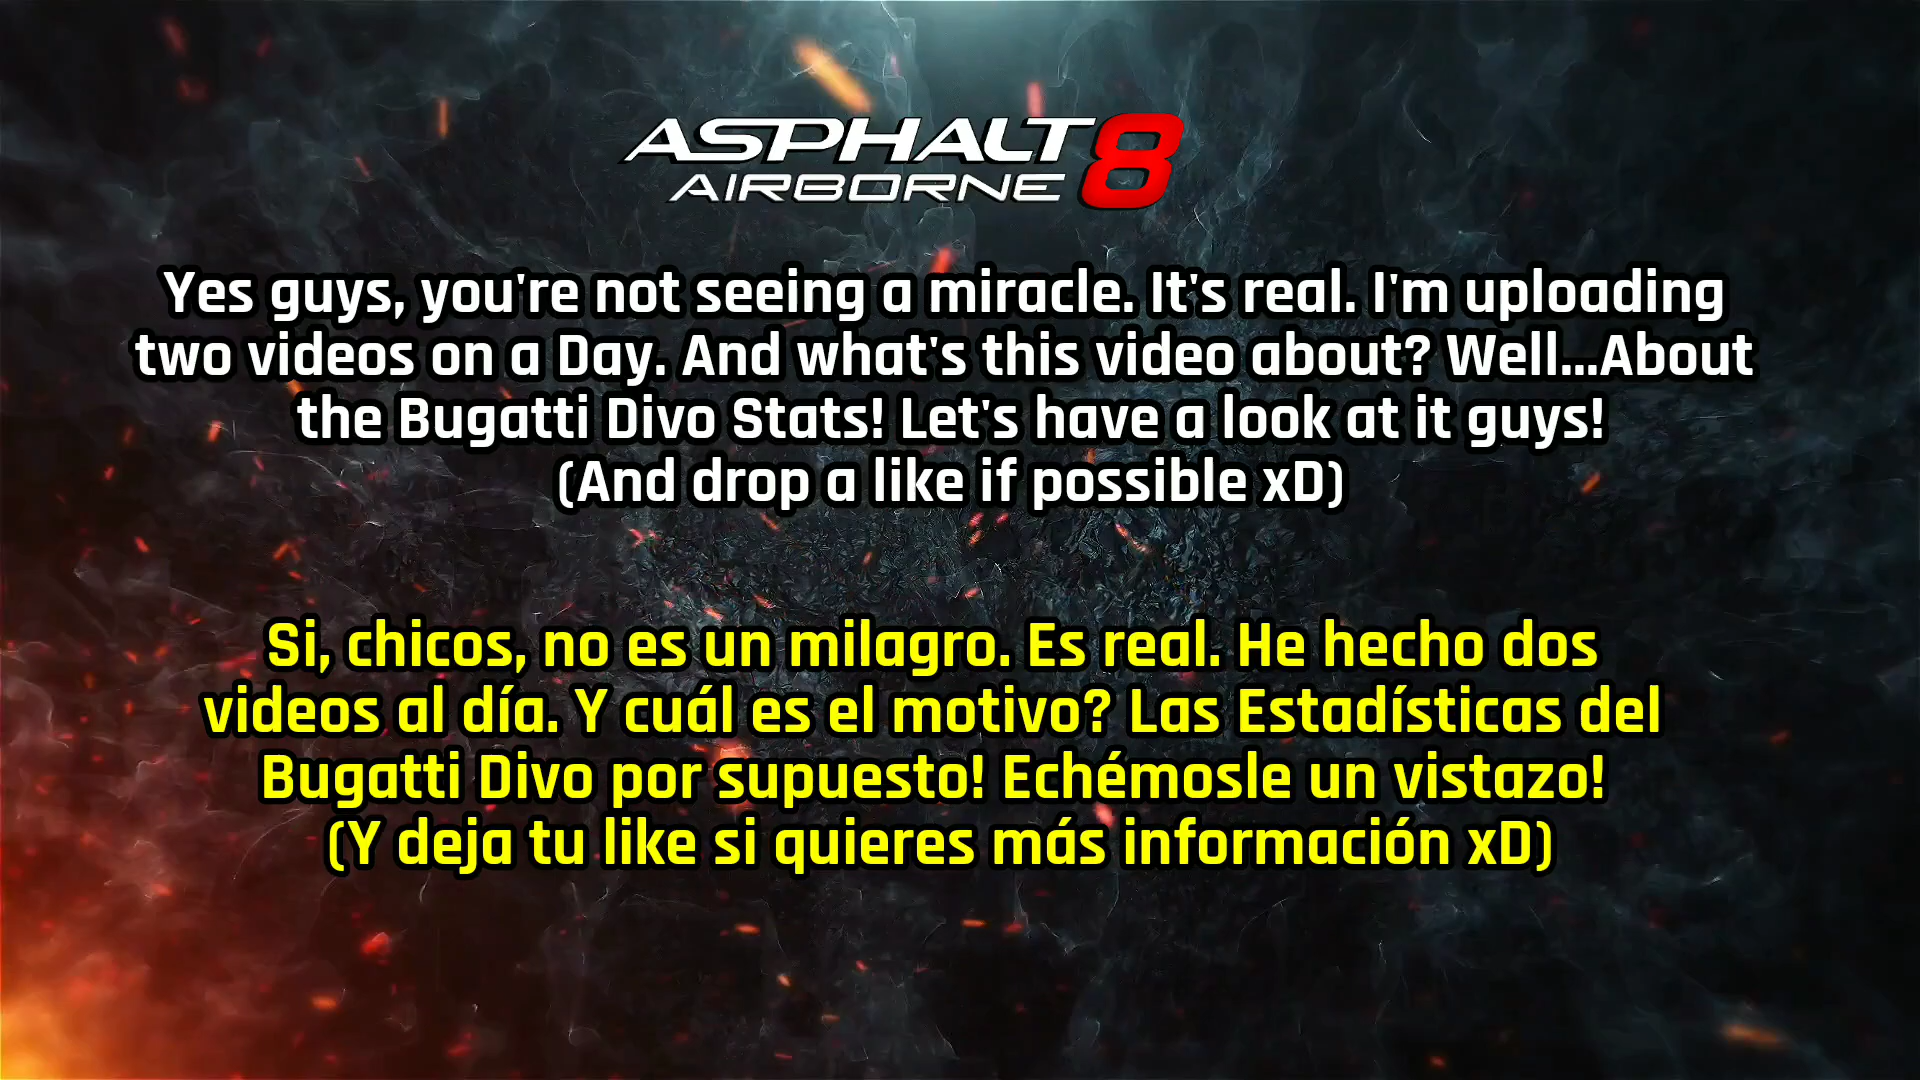 ASPHALT 8
AIRBORNE
Yes guys, you're not seeing a miracle. It's real. I'm uploading
two videos on a Day. And what's this video about? Well...About
the Bugatti Divo Stats! Let's have a look at it guys!
(And drop a like if possible xD)
Si, chicos, no es un milagro. Es real. He hecho dos
videos al día. Y cuál es el motivo? Las Estadísticas del
Bugatti Divo por supuesto! Echémosle un vistazo!
(Y deja tu like si quieres más información xD)